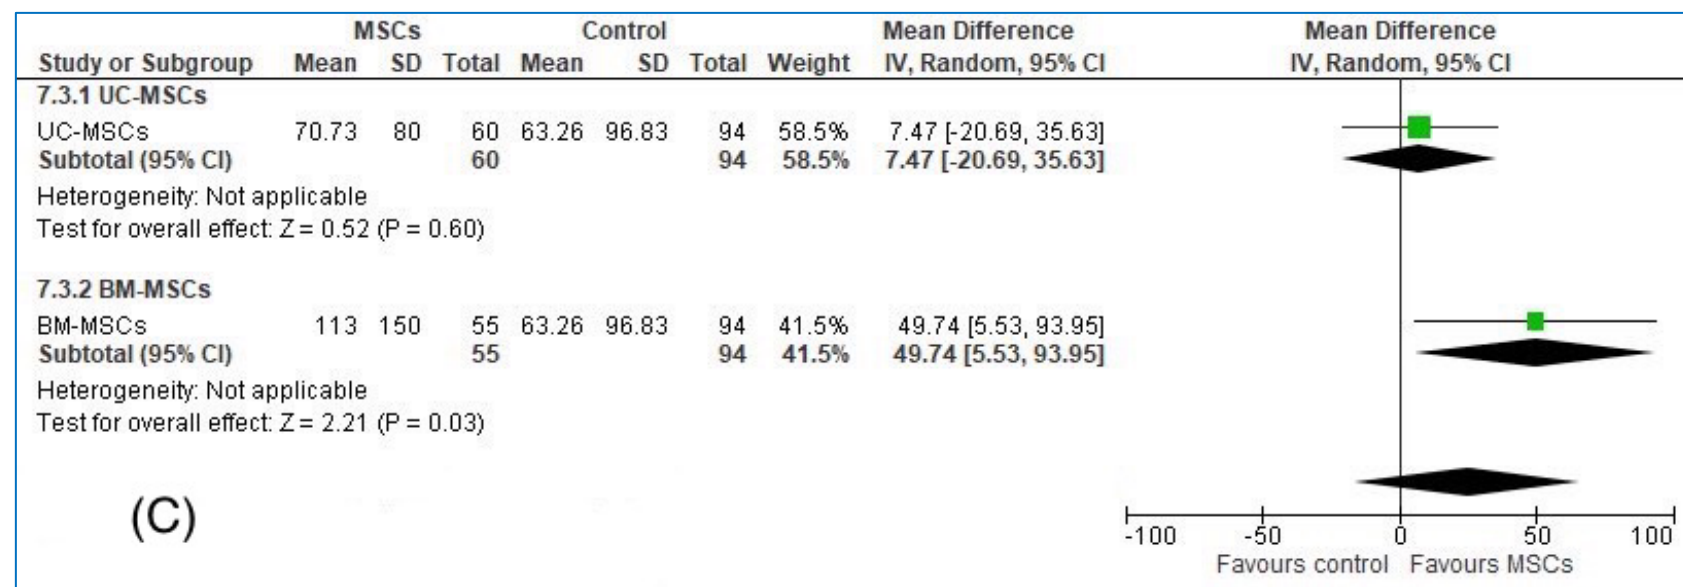 MSCs Control Mean Difference Mean Difference
Study or Subgroup Mean SD Total Mean SD Total Weight IV, Random, 95% CI IV, Random, 95% CI
7.3.1 UC-MSCs
UC-MSCs 70.73 80 60 63.26 96.83 94 58.5% 7.47 [-20.69, 35.63]
Subtotal (95% CI) 60 94 58.5% 7.47 [-20.69, 35.63]
Heterogeneity: Not applicable
Test for overall effect: Z = 0.52 (P = 0.60)
7.3.2 BM-MSCs
BM-MSCs 113 150 55 63.26 96.83 94 41.5% 49.74 [5.53, 93.95]
Subtotal (95% CI) 55 94 41.5% 49.74 [5.53, 93.95]
Heterogeneity: Not applicable
Test for overall effect: Z = 2.21 (P = 0.03)
(C)
-100 -50 0 50 100
Favours control Favours MSCs